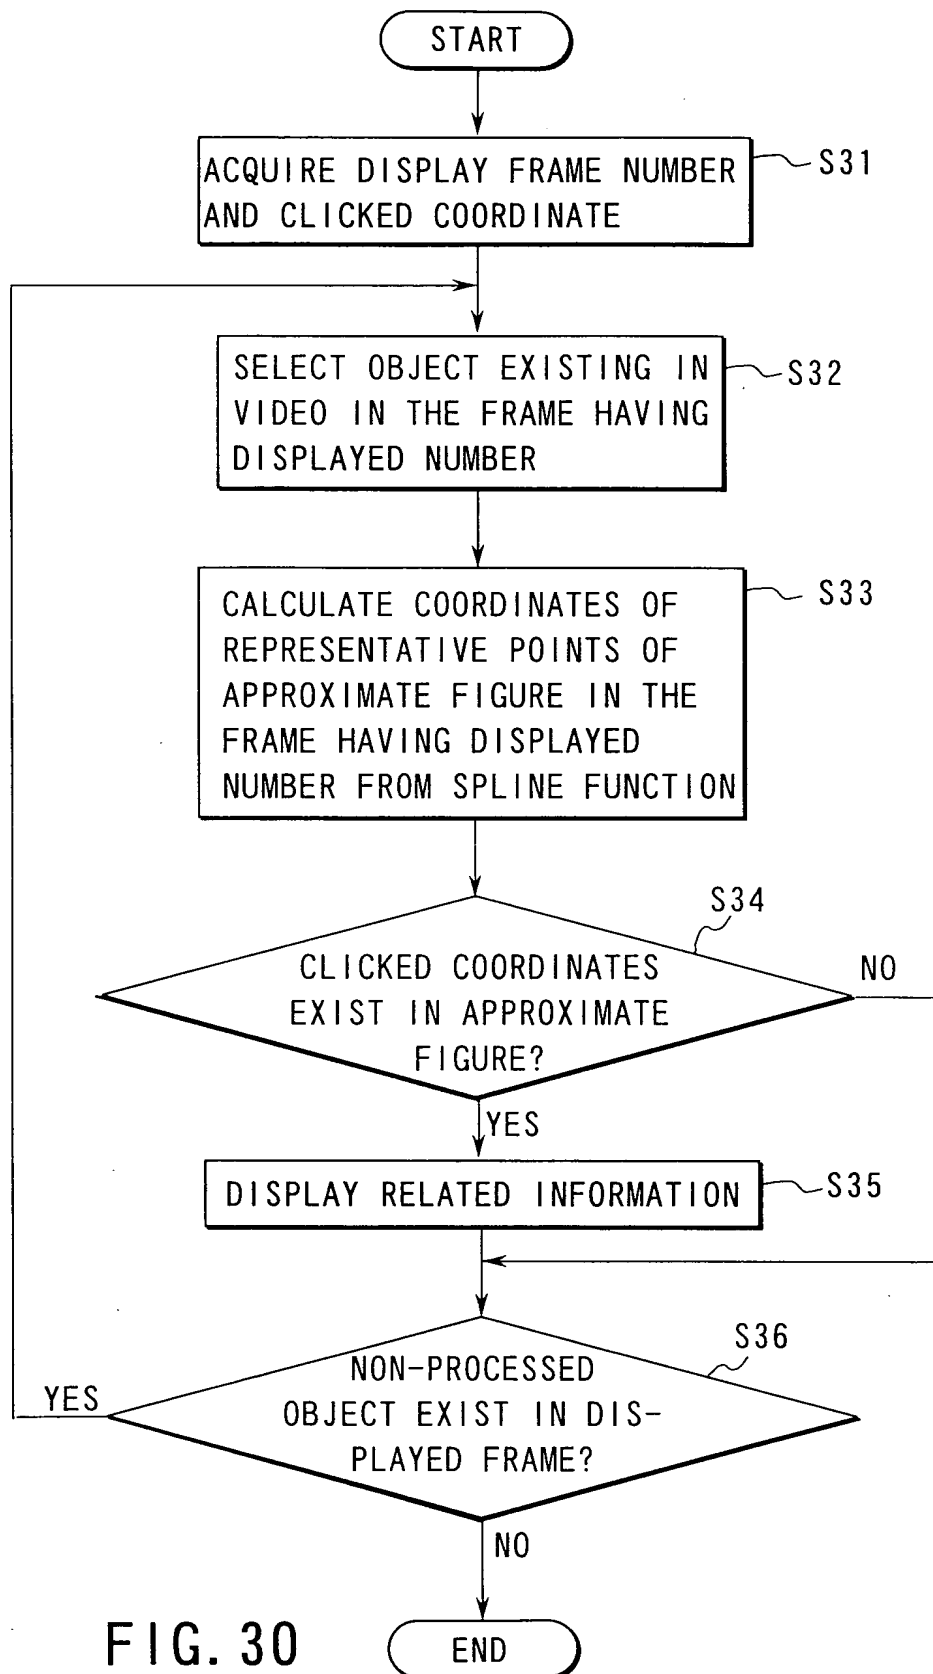 START
ACQUIRE DISPLAY FRAME NUMBER
AND CLICKED COORDINATE
S31
SELECT OBJECT EXISTING IN
VIDEO IN THE FRAME HAVING
DISPLAYED NUMBER
S32
CALCULATE COORDINATES OF
REPRESENTATIVE POINTS OF
APPROXIMATE FIGURE IN THE
FRAME HAVING DISPLAYED
NUMBER FROM SPLINE FUNCTION
S33
S34
CLICKED COORDINATES
EXIST IN APPROXIMATE
FIGURE?
NO
YES
DISPLAY RELATED INFORMATION
S35
S36
NON-PROCESSED
OBJECT EXIST IN DIS-
PLAYED FRAME?
YES
NO
END
FIG. 30